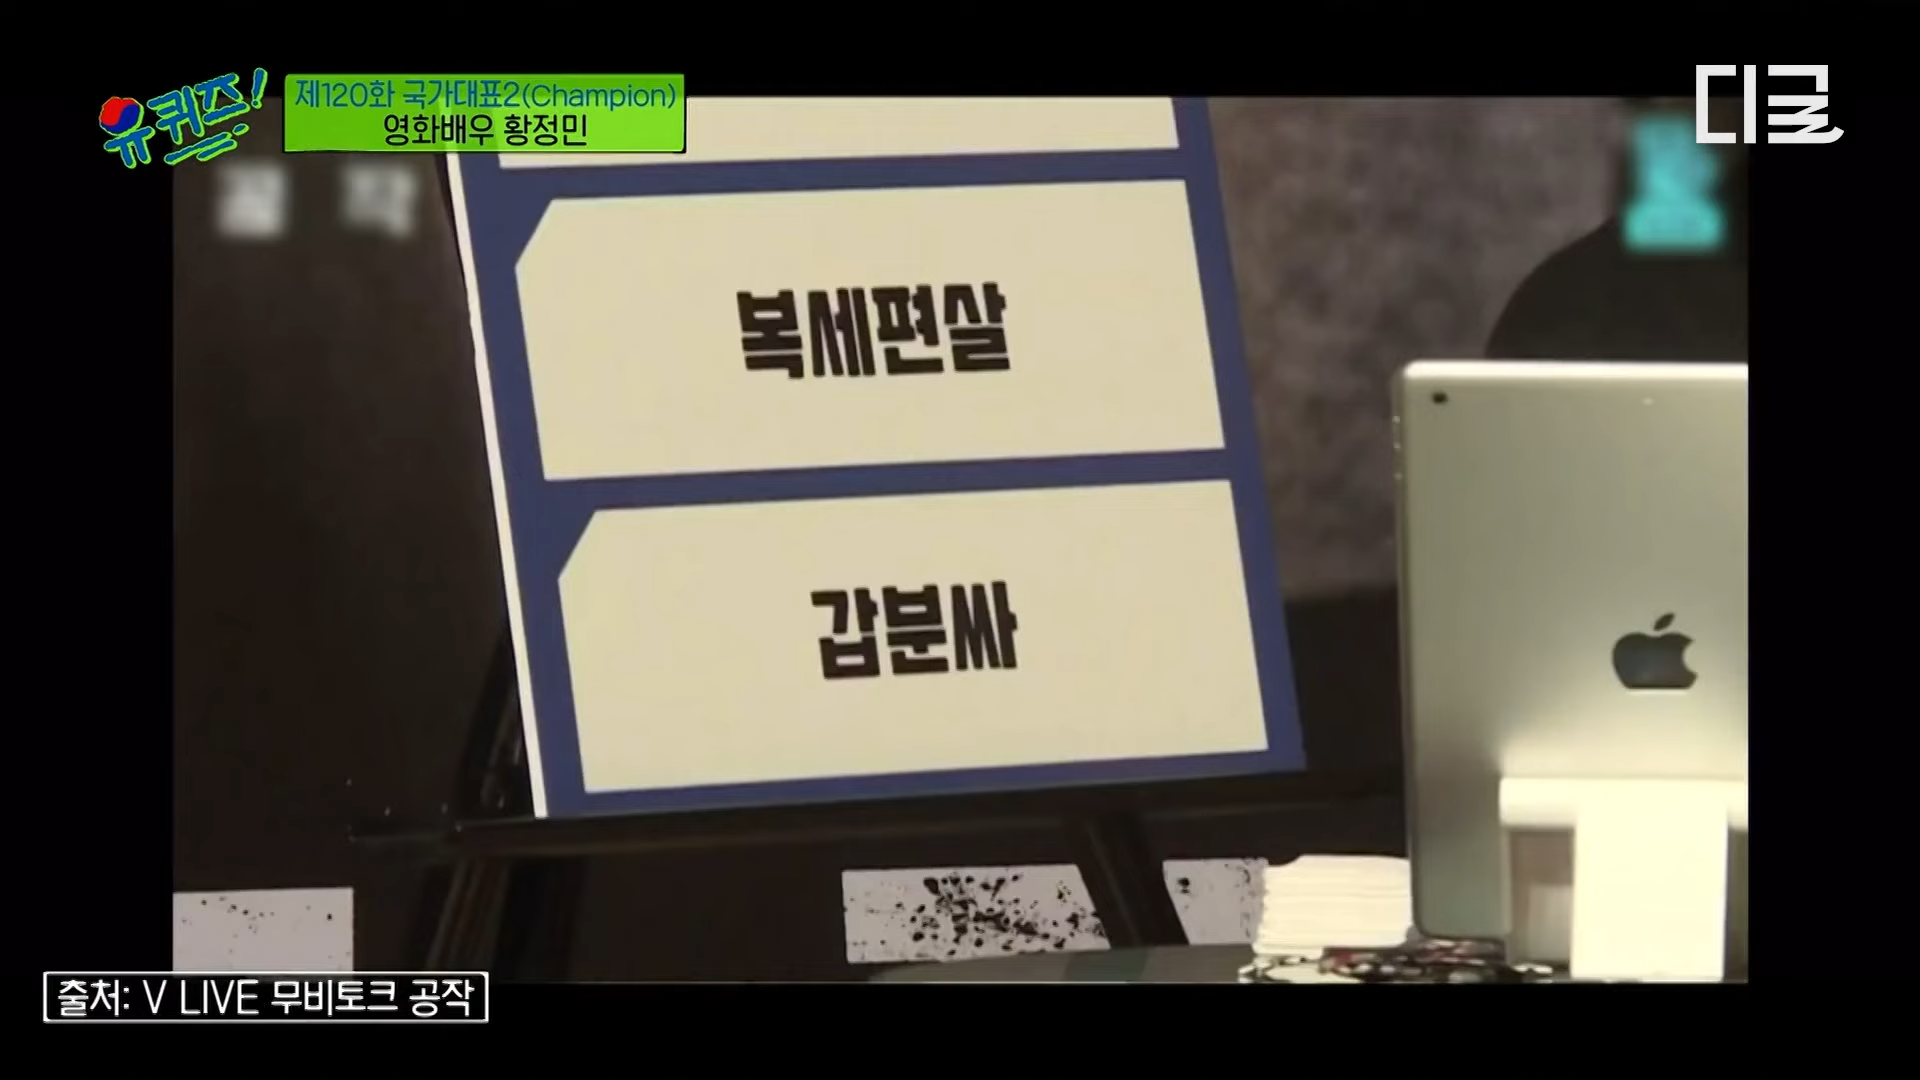 유퀴즈!
제120화 국가대표2(Champion)
영화배우 황정민
디글
공작
복세편살
갑분싸
출처: V LIVE 무비토크 공작